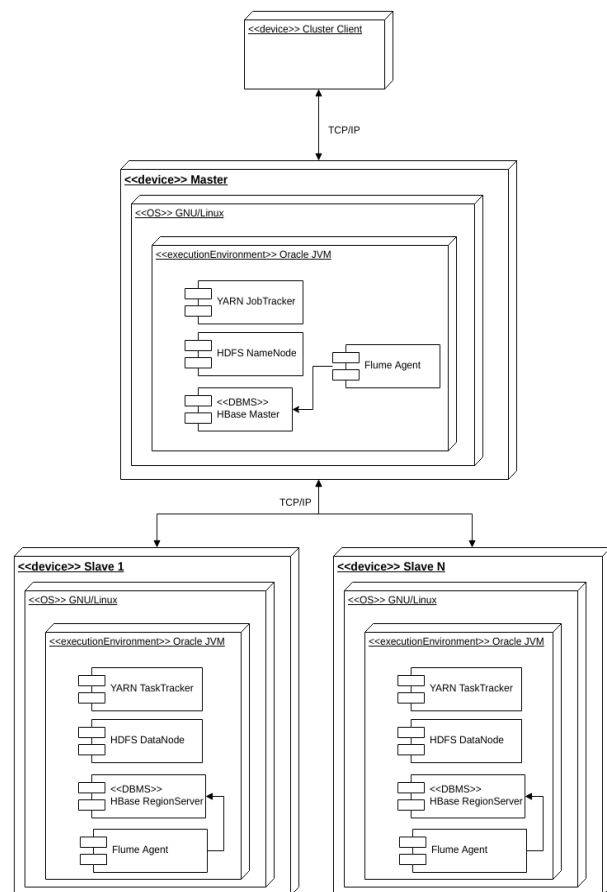 <<device>> Cluster Client
TCP/IP
<<device>> Master
<<OS>> GNU/Linux
<<executionEnvironment>> Oracle JVM
YARN JobTracker
HDFS NameNode
Flume Agent
<<DBMS>>
HBase Master
TCP/IP
<<device>> Slave 1
<<OS>> GNU/Linux
<<executionEnvironment>> Oracle JVM
YARN TaskTracker
HDFS DataNode
<<DBMS>>
HBase RegionServer
Flume Agent
<<device>> Slave N
<<OS>> GNU/Linux
<<executionEnvironment>> Oracle JVM
YARN TaskTracker
HDFS DataNode
<<DBMS>>
HBase RegionServer
Flume Agent